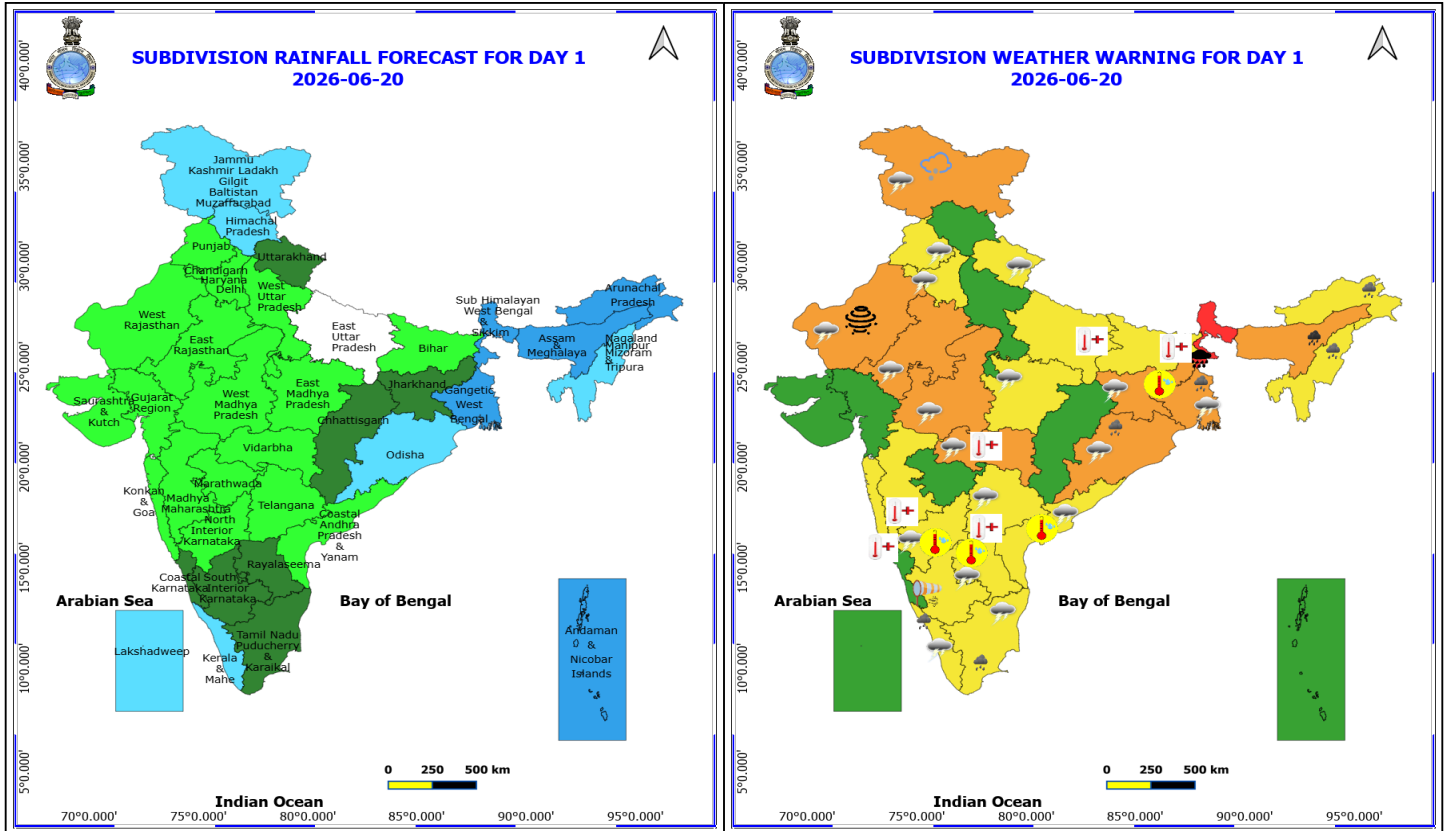 SUBDIVISION RAINFALL FORECAST FOR DAY 1
2026-06-20
40°0.000'
35°0.000'
30°0.000'
25°0.000'
20°0.000'
15°0.000'
10°0.000'
5°0.000'
Jammu
Kashmir Ladakh
Gilgit
Baltistan
Muzaffarabad
Himachal
Pradesh
Punjab
Uttarakhand
Chandigarh
Haryana
Delhi
West
Uttar
Pradesh
West
Rajasthan
East
Rajasthan
East
Uttar
Pradesh
Sub Himalayan
West Bengal
&
Sikkim
Arunachal
Pradesh
Assam
&
Meghalaya
Nagaland
Manipur
Mizoram
&
Tripura
Bihar
Jharkhand
Gangetic
West
Bengal
Saurashtra
&
Kutch
Gujarat
Region
West
Madhya
Pradesh
East
Madhya
Pradesh
Chhattisgarh
Odisha
Vidarbha
Konkan
&
Goa
Marathwada
Madhya
Maharashtra
North
Interior
Karnataka
Telangana
Coastal
Andhra
Pradesh
&
Yanam
Rayalaseema
Coastal
Karnataka
South
Interior
Karnataka
Tamil Nadu
Puducherry
&
Karaikal
Kerala
&
Mahe
Arabian Sea
Bay of Bengal
Lakshadweep
Andaman
&
Nicobar
Islands
0 250 500 km
Indian Ocean
70°0.000' 75°0.000' 80°0.000' 85°0.000' 90°0.000' 95°0.000'
SUBDIVISION WEATHER WARNING FOR DAY 1
2026-06-20
40°0.000'
35°0.000'
30°0.000'
25°0.000'
20°0.000'
15°0.000'
10°0.000'
5°0.000'
Arabian Sea
Bay of Bengal
0 250 500 km
Indian Ocean
70°0.000' 75°0.000' 80°0.000' 85°0.000' 90°0.000' 95°0.000'